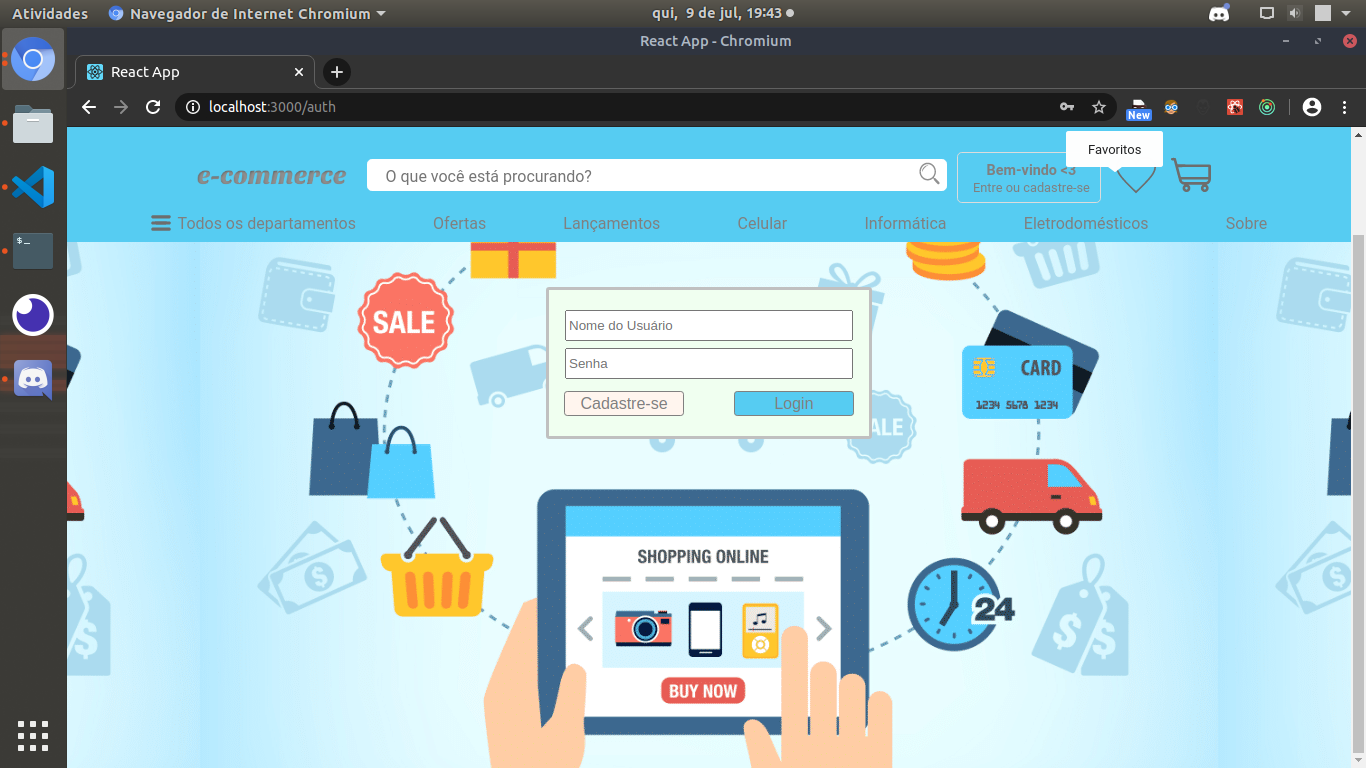 Atividades
Navegador de Internet Chromium
qui, 9 de jul, 19:43
React App - Chromium
React App
localhost:3000/auth
New
Favoritos
e-commerce
O que você está procurando?
Bem-vindo <3
Entre ou cadastre-se
Todos os departamentos
Ofertas
Lançamentos
Celular
Informática
Eletrodomésticos
Sobre
SALE
Nome do Usuário
Senha
Cadastre-se
Login
CARD
1234 5678 1234
ALE
SHOPPING ONLINE
24
BUY NOW